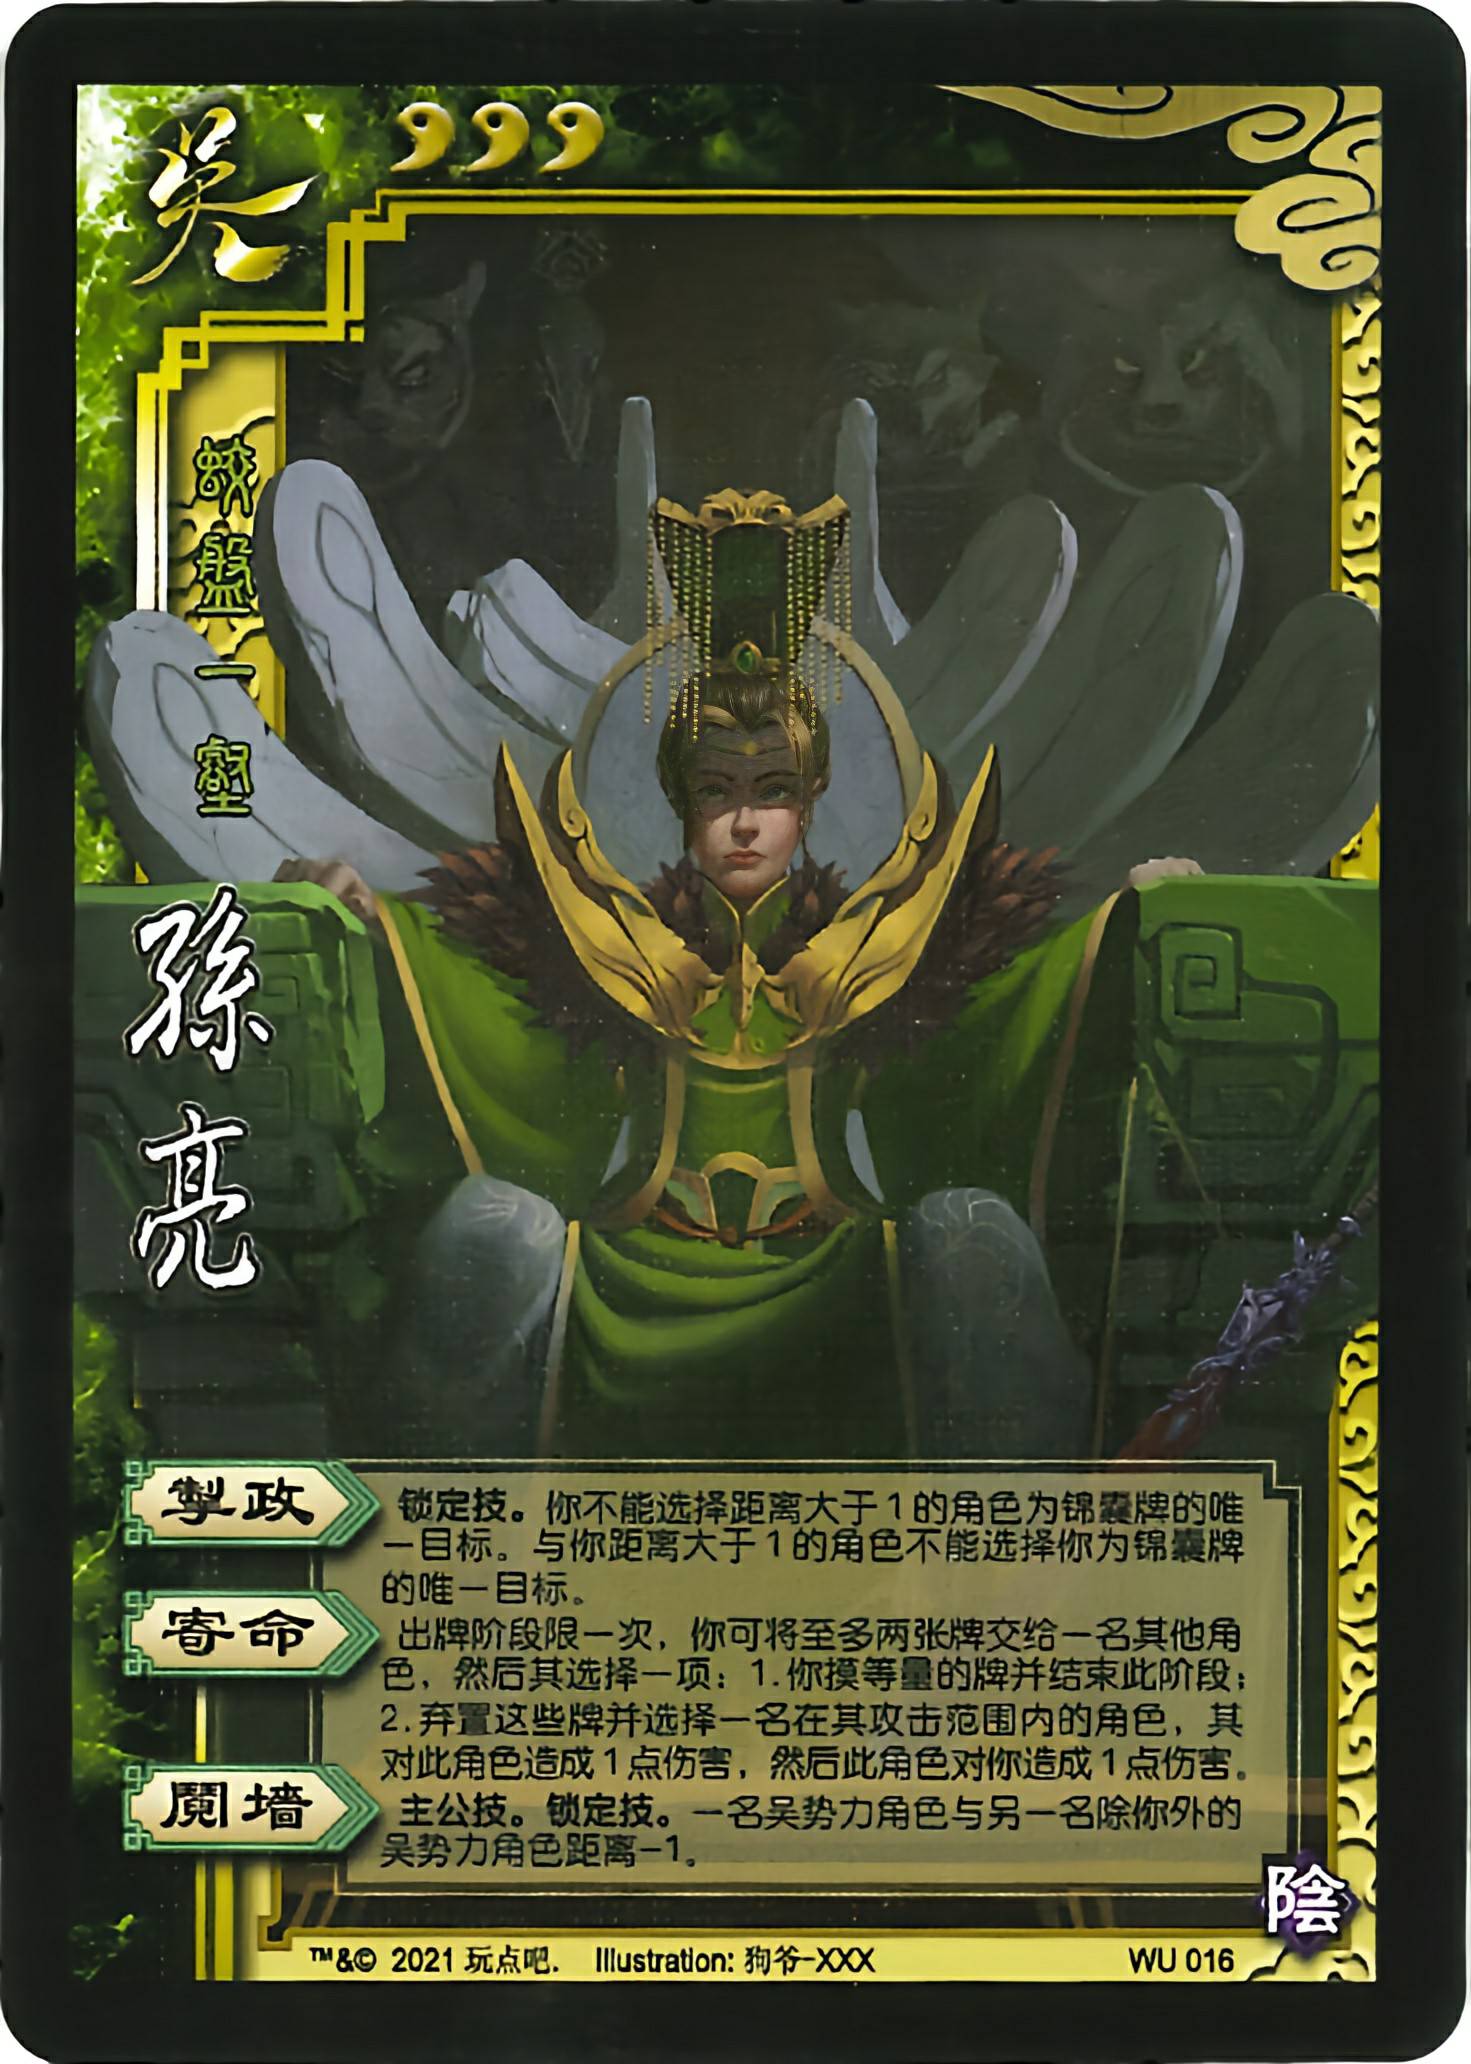 吴
蛟盤一壑
孫亮
掣政
锁定技。你不能选择距离大于1的角色为锦囊牌的唯
一目标。与你距离大于1的角色不能选择你为锦囊牌
的唯一目标。
寄命
出牌阶段限一次，你可将至多两张牌交给一名其他角
色，然后其选择一项：1.你摸等量的牌并结束此阶段；
2.弃置这些牌并选择一名在其攻击范围内的角色，其
对此角色造成1点伤害，然后此角色对你造成1点伤害。
鬩墙
主公技。锁定技。一名吴势力角色与另一名除你外的
吴势力角色距离-1。
陰
™&© 2021 玩点吧. Illustration: 狗爷-XXX WU 016